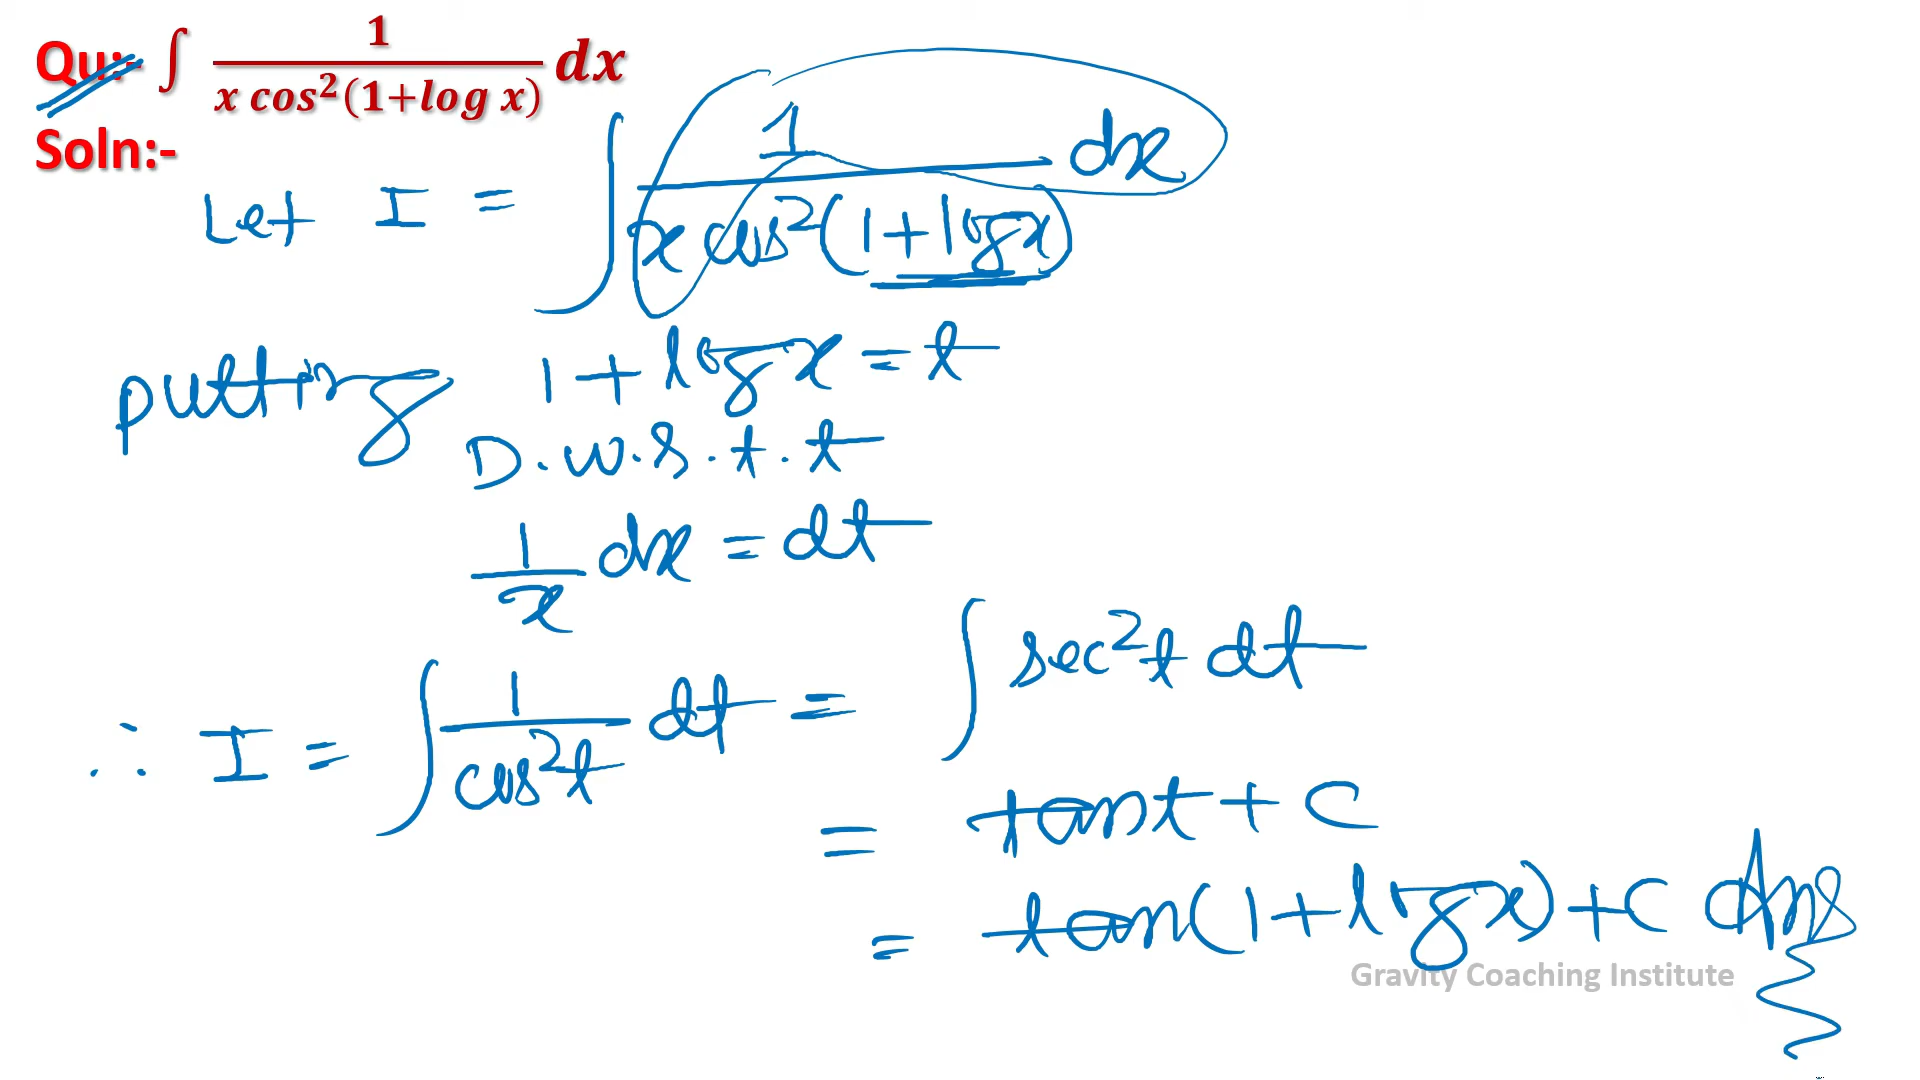 Qu:- ∫ 1/(x cos²(1+log x)) dx
Soln:-
Let I = ∫ 1/(x cos²(1+log x)) dx
putting 1 + log x = t
D.w.r.t.t
1/x dx = dt
∴ I = ∫ 1/cos²t dt = ∫ sec²t dt
= tan t + C
= tan(1+log x) + C Ans
Gravity Coaching Institute